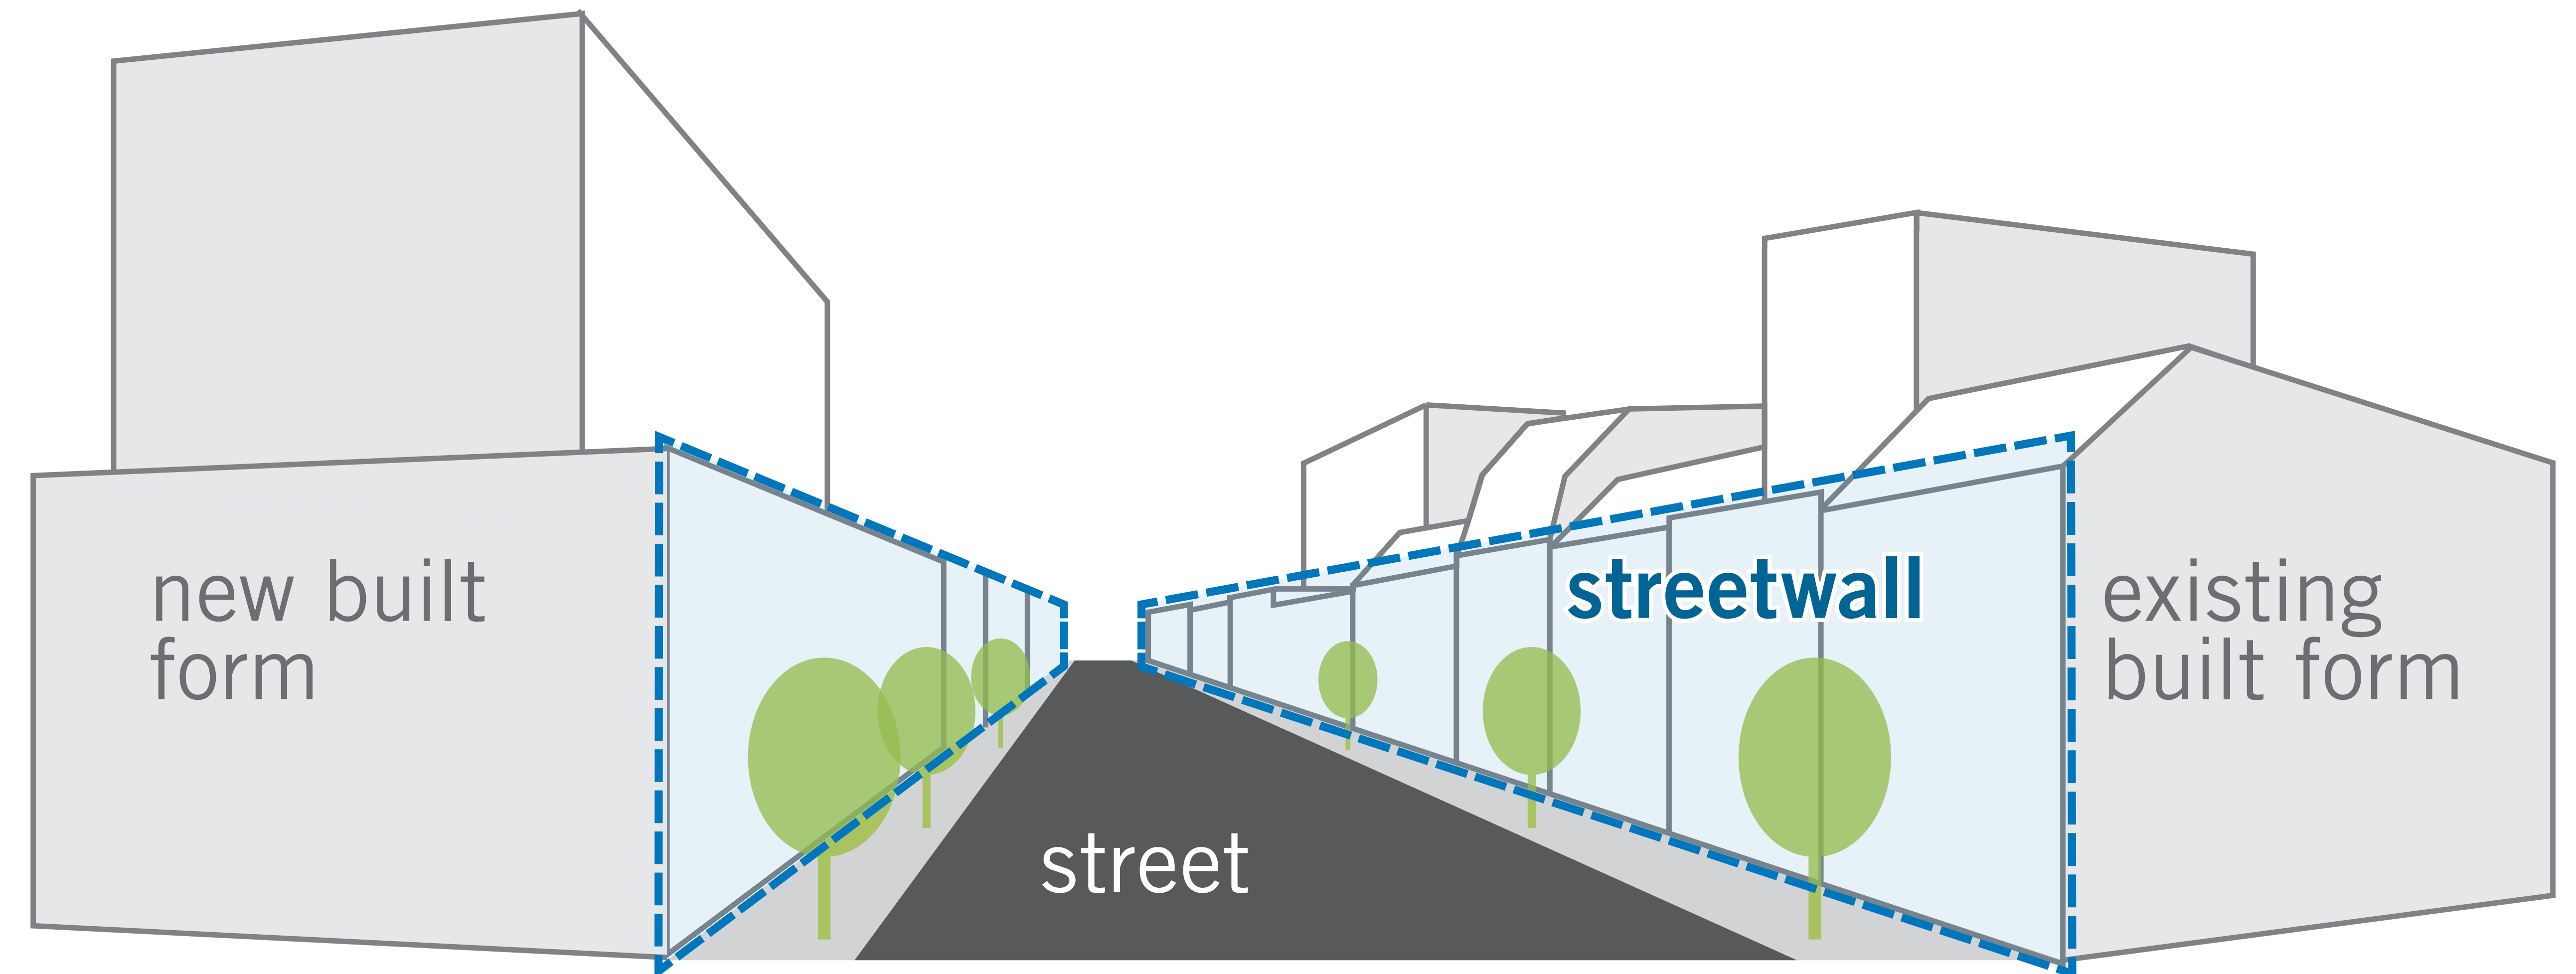 new built
form
streetwall
existing
built form
street